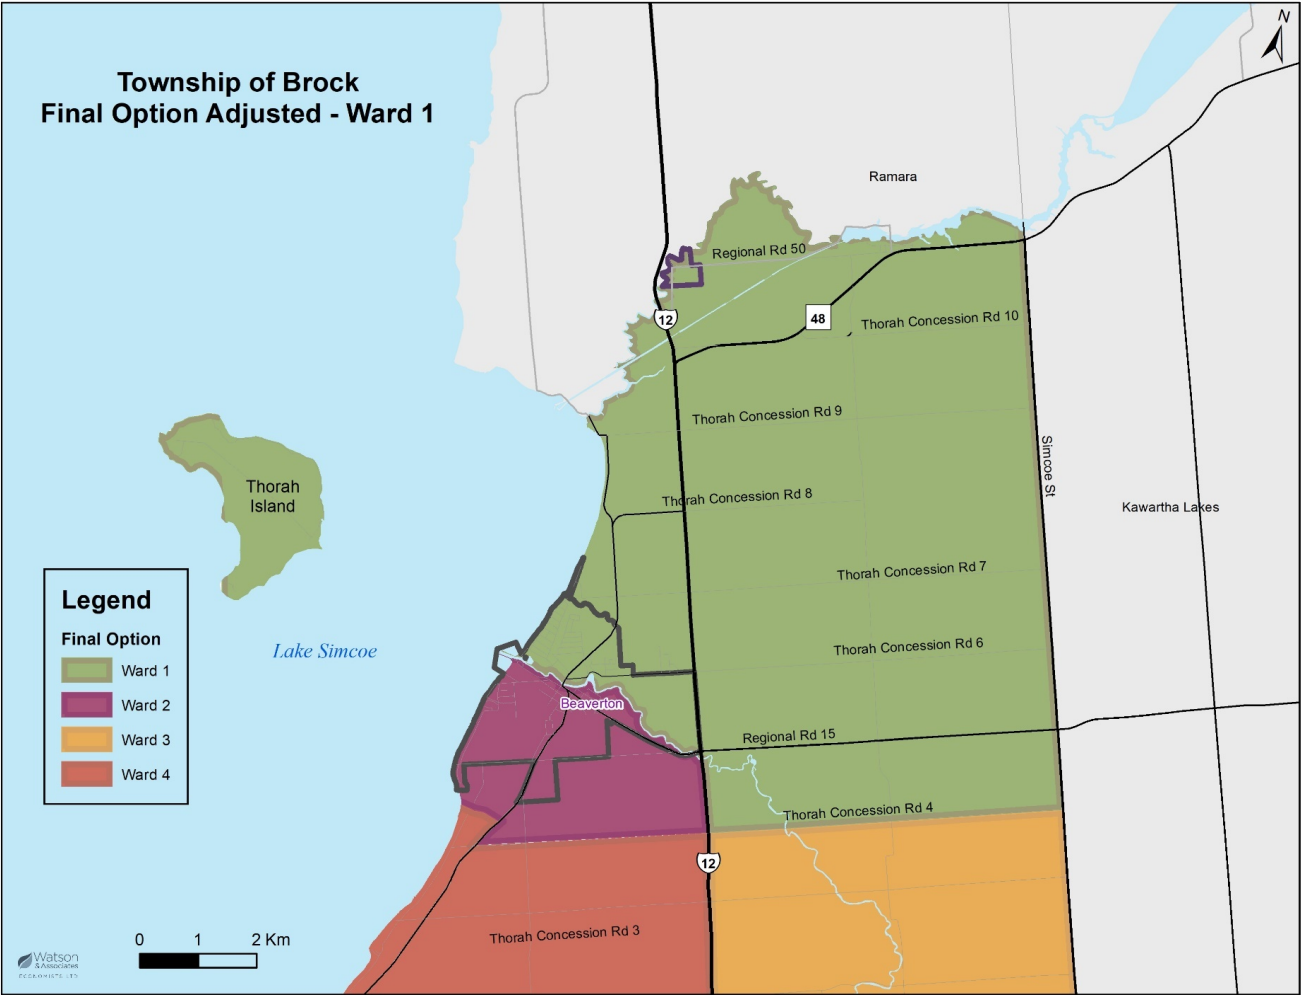 N
Township of Brock
Final Option Adjusted - Ward 1
Ramara
Regional Rd 50
12
48
Thorah Concession Rd 10
Thorah Concession Rd 9
Simcoe St
Thorah
Island
Thorah Concession Rd 8
Kawartha Lakes
Thorah Concession Rd 7
Legend
Final Option
Ward 1
Ward 2
Ward 3
Ward 4
Lake Simcoe
Thorah Concession Rd 6
Beaverton
Regional Rd 15
Thorah Concession Rd 4
12
Thorah Concession Rd 3
0 1 2 Km
Watson
& Associates
ECONOMISTS LTD